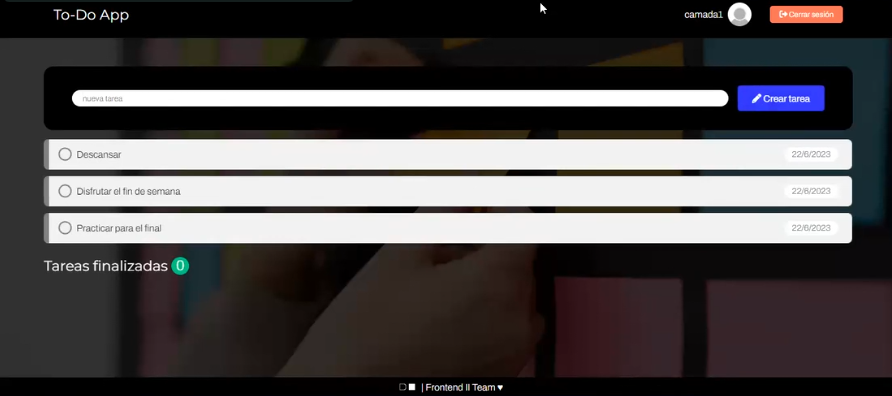 To-Do App
camada1
Cerrar sesión
nueva tarea
Crear tarea
Descansar 22/6/2023
Disfrutar el fin de semana 22/6/2023
Practicar para el final 22/6/2023
Tareas finalizadas 0
| Frontend II Team ♥